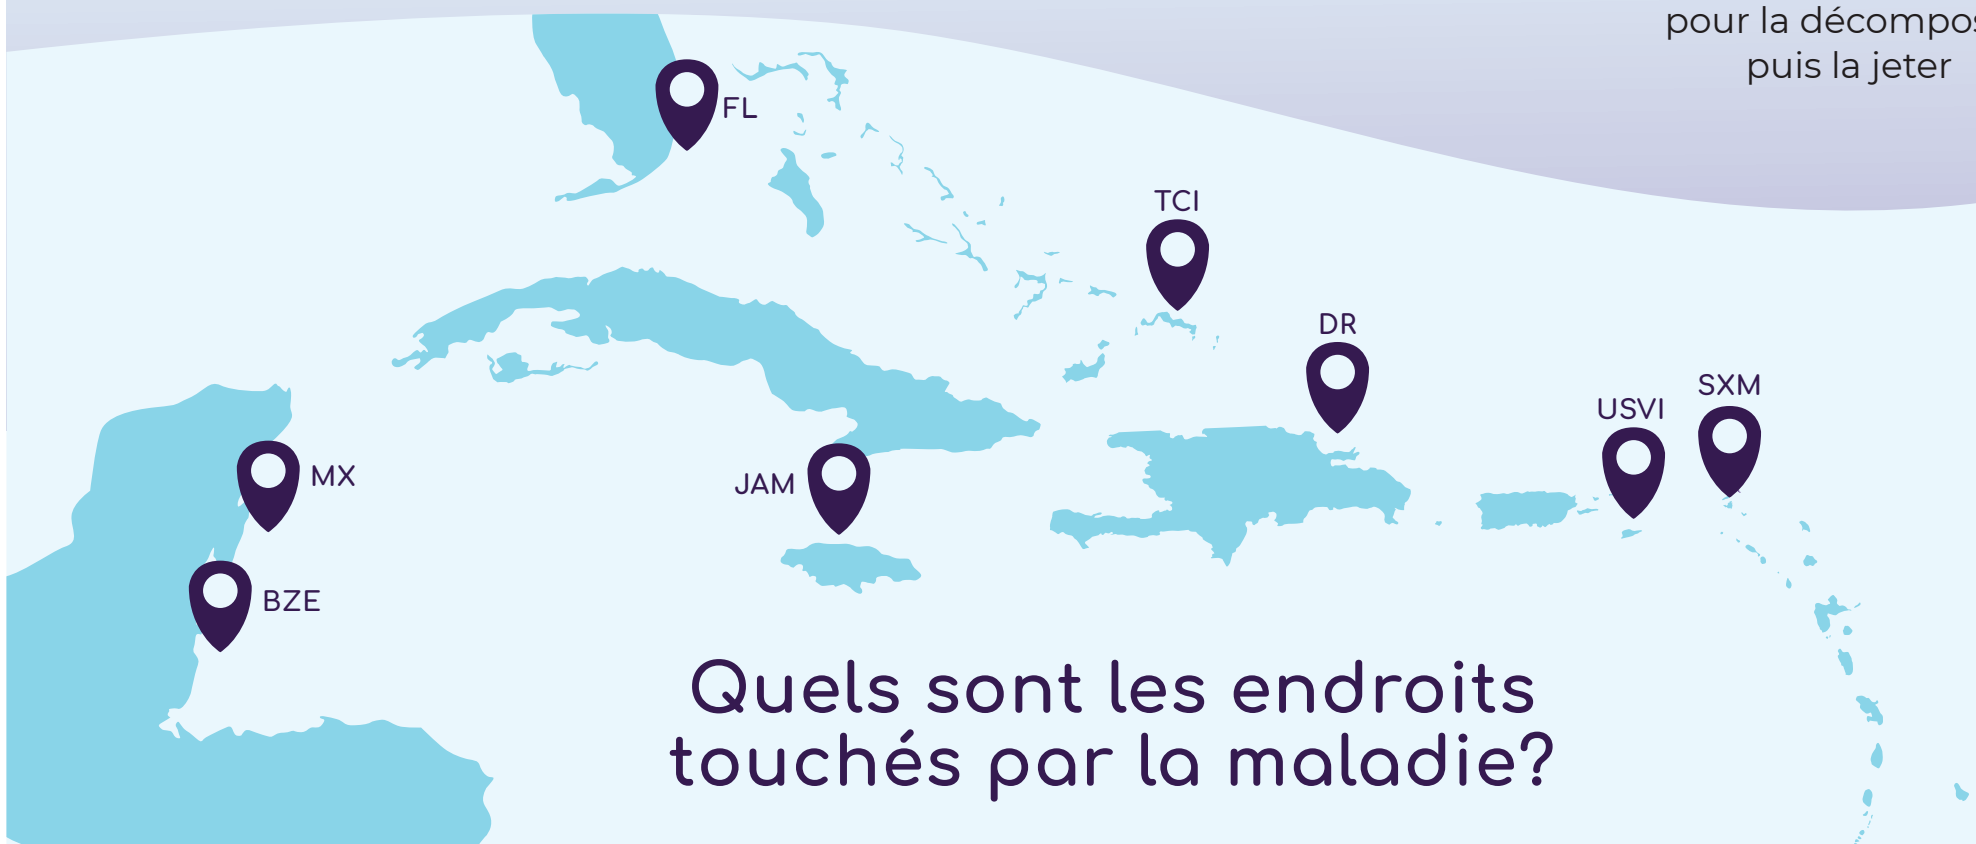 pour la
puis la jeter
FL
TCI
DR
SXM
USVI
MX
JAM
BZE
Quels sont les endroits
touchés par la maladie?